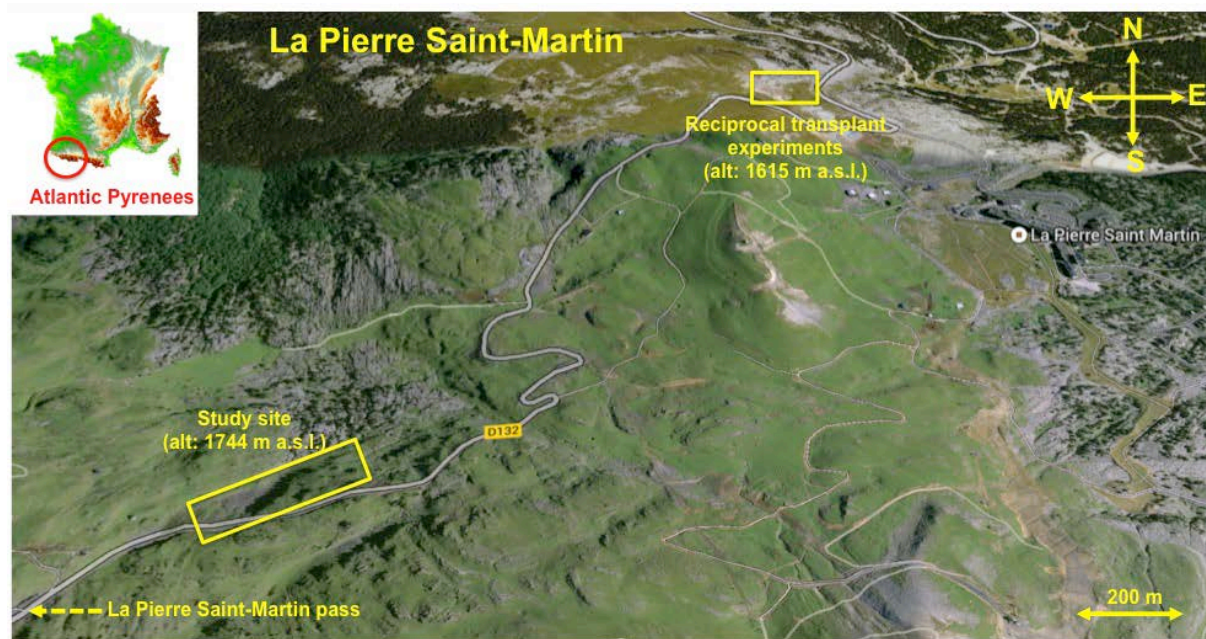 La Pierre Saint-Martin
N
W
E
S
Atlantic Pyrenees
Reciprocal transplant
experiments
(alt: 1615 m a.s.l.)
La Pierre Saint Martin
Study site
(alt: 1744 m a.s.l.)
D132
La Pierre Saint-Martin pass
200 m